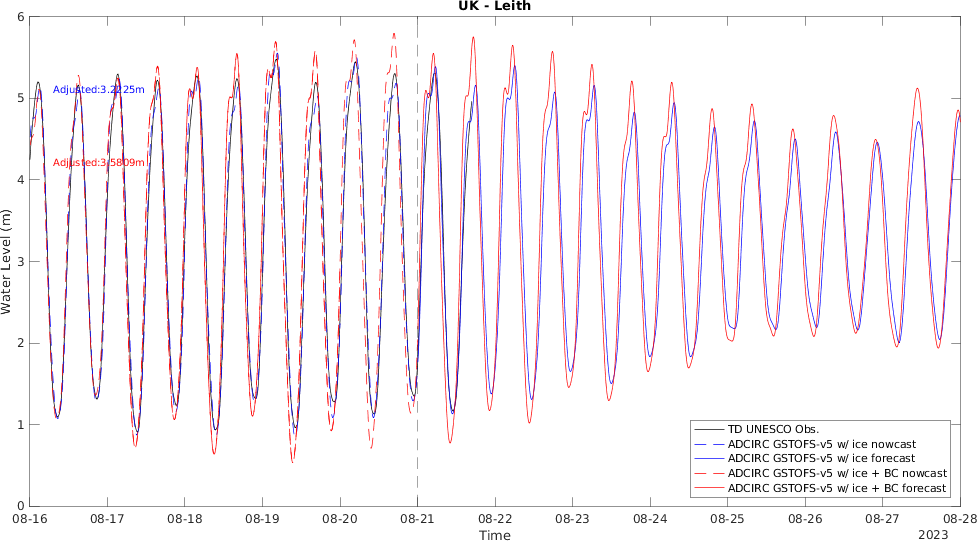 UK - Leith
6
5
4
3
2
1
0
Water Level (m)
Adjusted:3.2225m
Adjusted:3.5809m
TD UNESCO Obs.
ADCIRC GSTOFS-v5 w/ ice nowcast
ADCIRC GSTOFS-v5 w/ ice forecast
ADCIRC GSTOFS-v5 w/ ice + BC nowcast
ADCIRC GSTOFS-v5 w/ ice + BC forecast
08-16 08-17 08-18 08-19 08-20 08-21 08-22 08-23 08-24 08-25 08-26 08-27 08-28
Time
2023